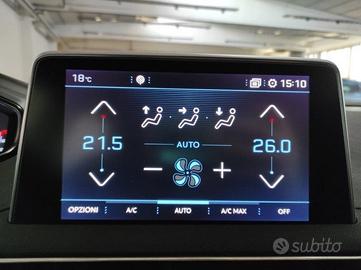 18°C 15:10
21.5 AUTO 26.0
OPZIONI A/C AUTO A/C MAX OFF
subito